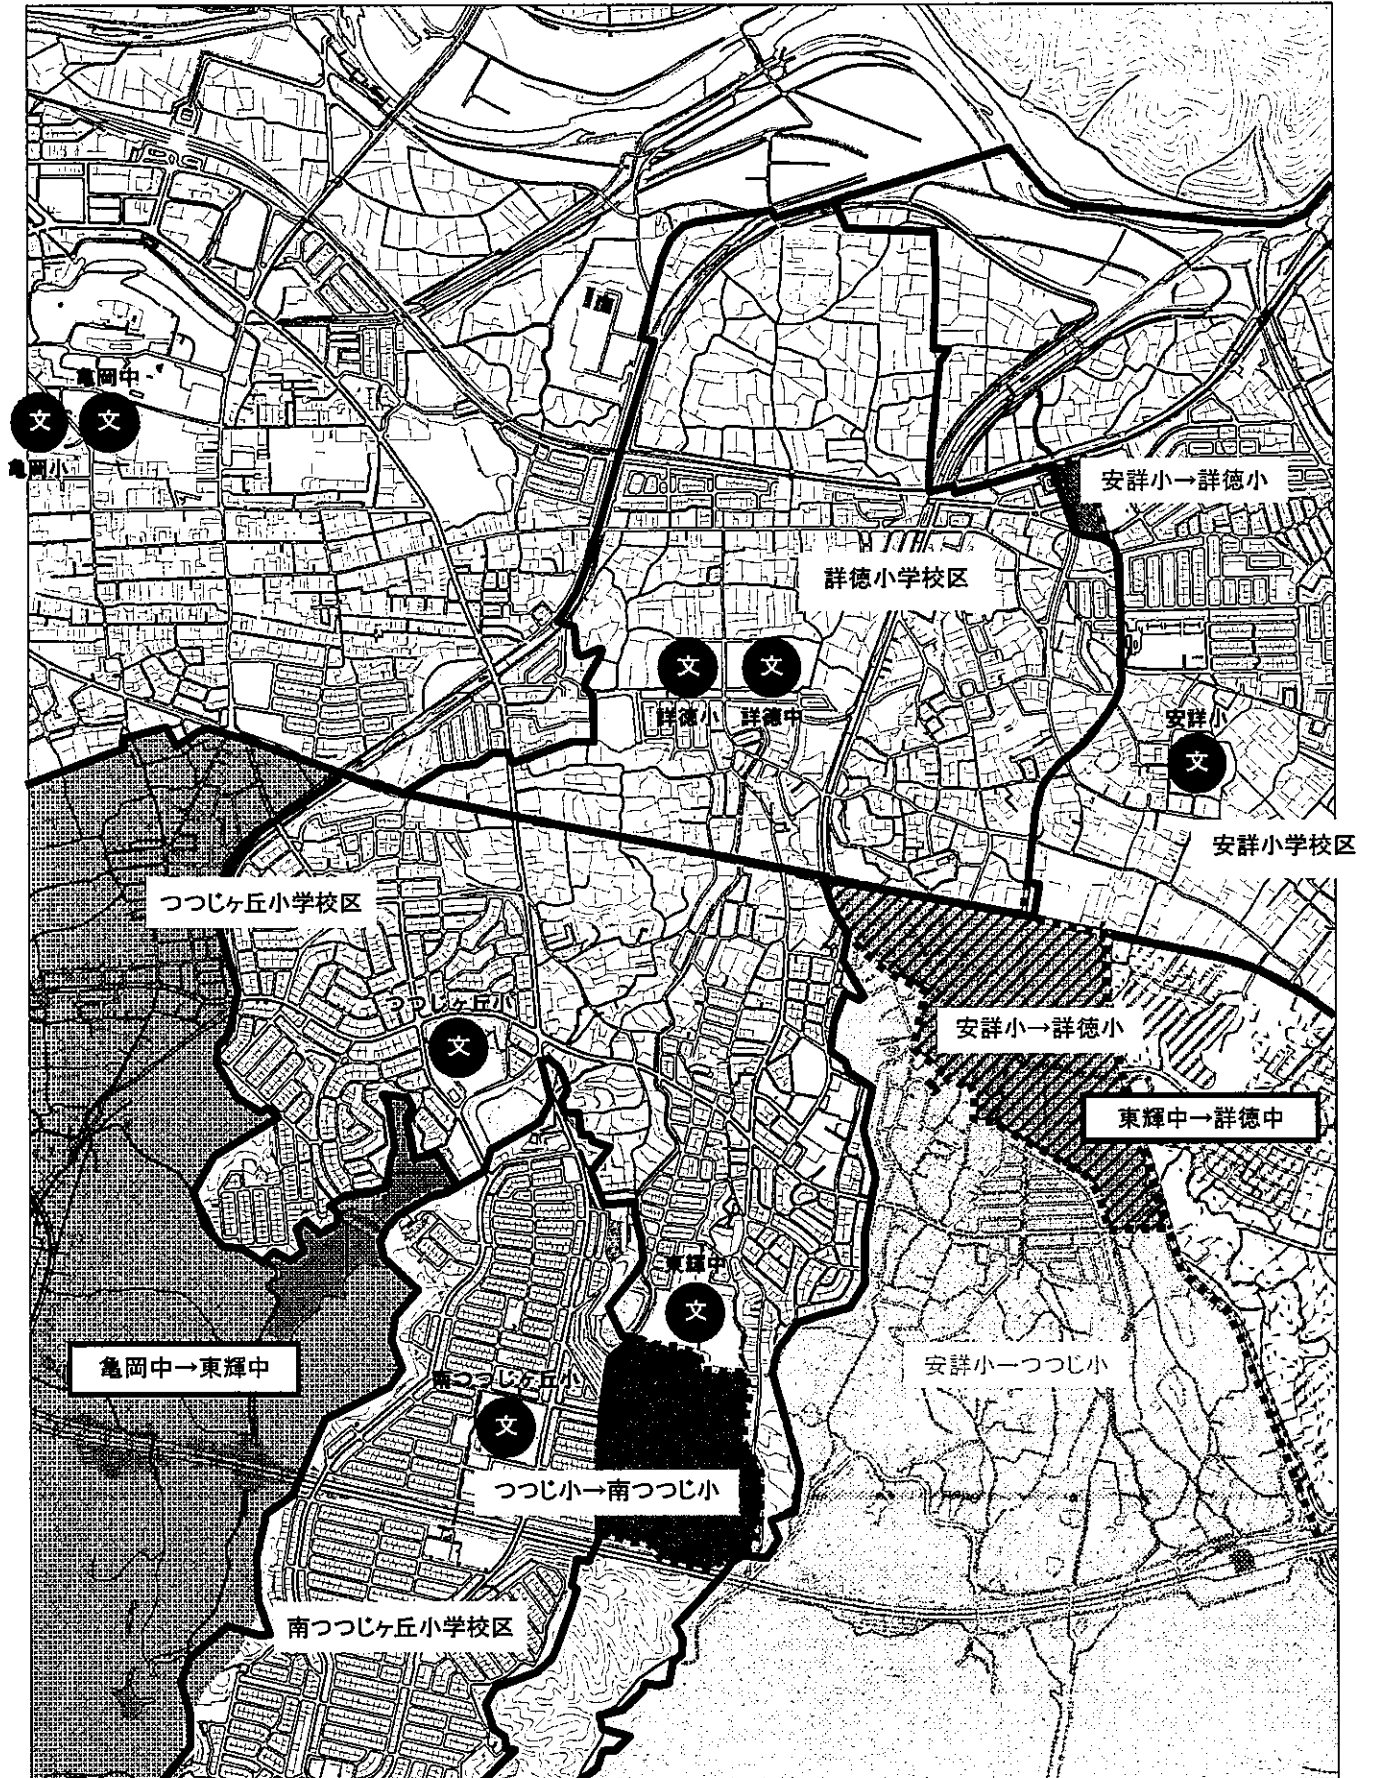 亀岡中
文
文
亀岡小
安詳小→詳徳小
詳徳小学校区
文
文
詳徳小
詳徳中
安詳小
文
安詳小学校区
つつじヶ丘小学校区
つつじヶ丘小
文
安詳小→詳徳小
東輝中→詳徳中
東輝中
文
亀岡中→東輝中
安詳小→つつじ小
南つつじヶ丘小
文
つつじ小→南つつじ小
南つつじヶ丘小学校区